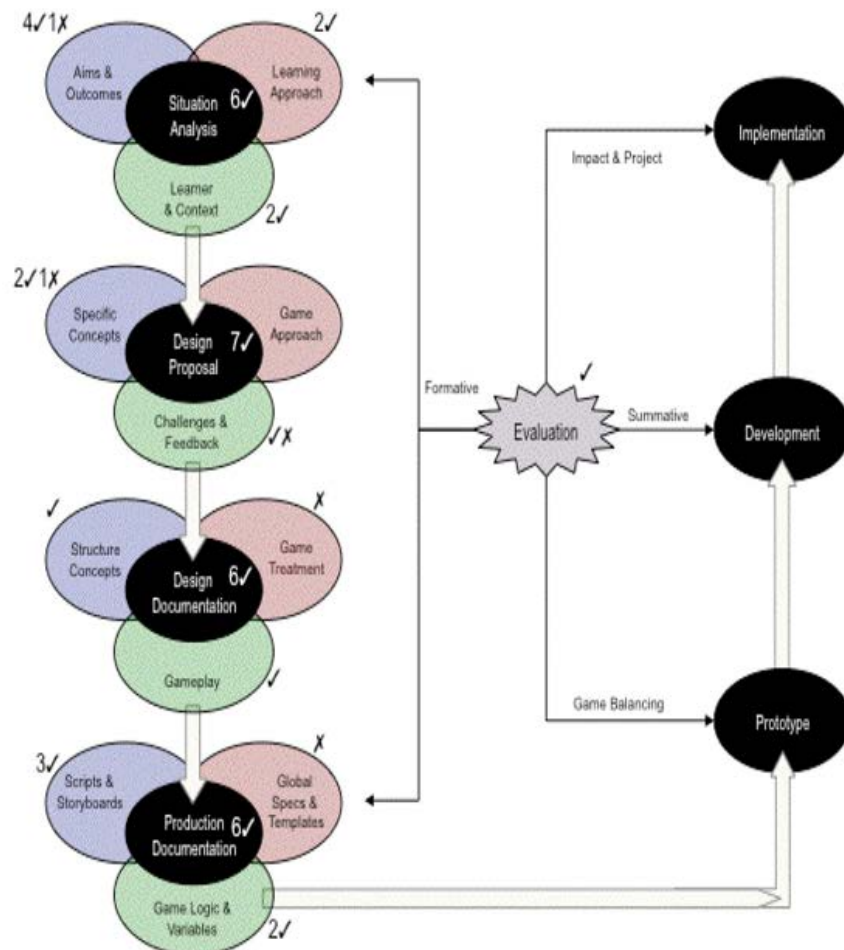 4✓1✗
2✓
Aims &
Outcomes
Learning
Approach
Situation
Analysis
6✓
Learner
& Context
2✓
2✓1✗
Specific
Concepts
Game
Approach
Design
Proposal
7✓
Challenges &
Feedback
✓✗
✓
✗
Structure
Concepts
Game
Treatment
Design
Documentation
6✓
Gameplay
✓
3✓
✗
Scripts &
Storyboards
Global
Specs &
Templates
Production
Documentation
6✓
Game Logic &
Variables
2✓
Formative
Evaluation
✓
Impact & Project
Summative
Game Balancing
Implementation
Development
Prototype